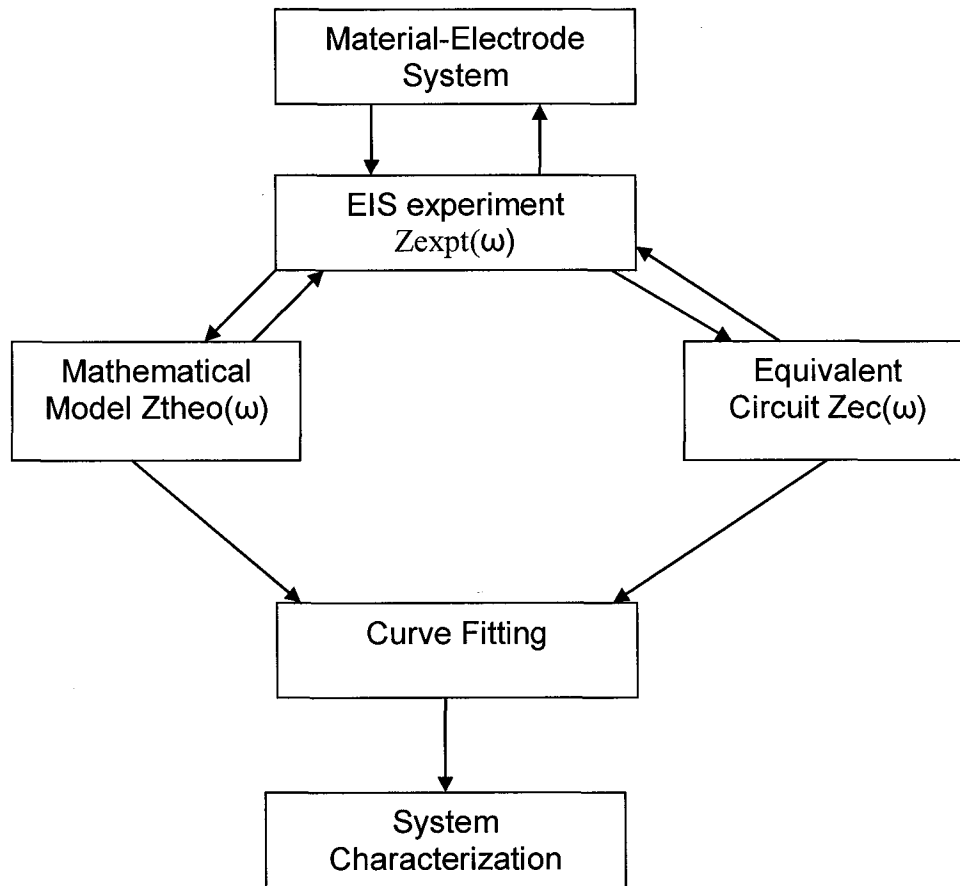 Material-Electrode
System
EIS experiment
Zexpt(ω)
Mathematical
Model Ztheo(ω)
Equivalent
Circuit Zec(ω)
Curve Fitting
System
Characterization